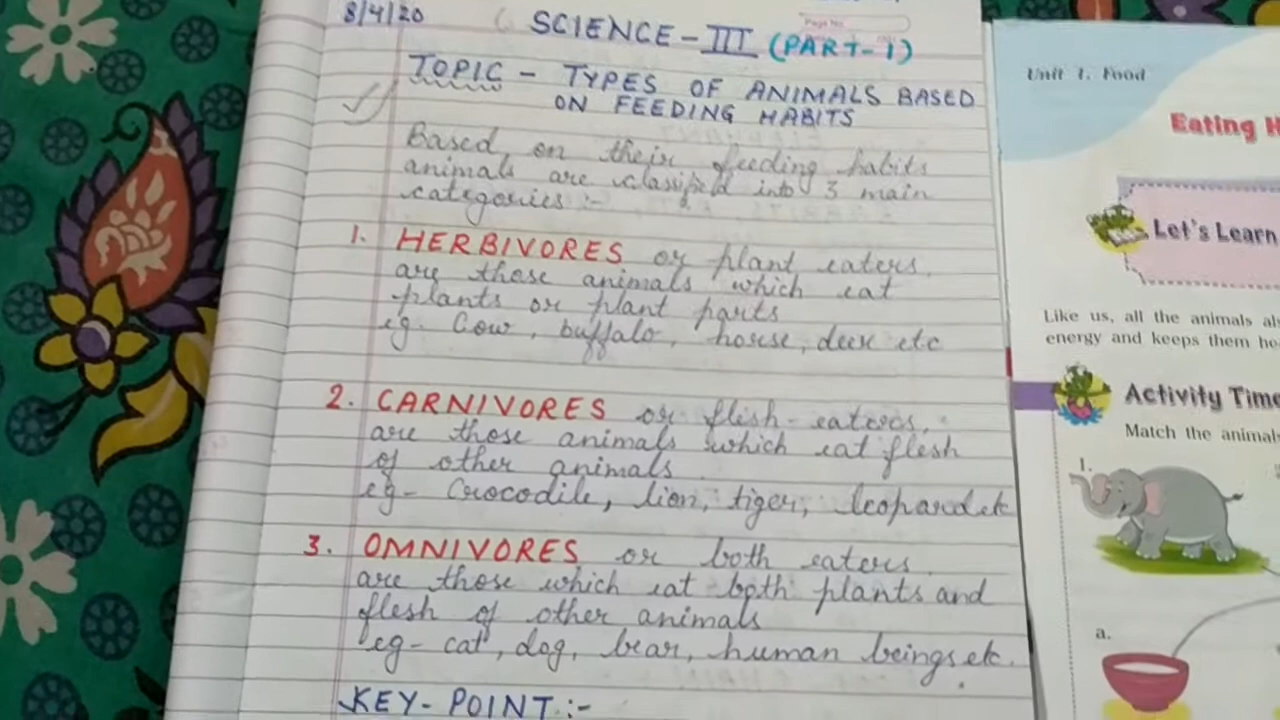 8/4/20
SCIENCE - III (PART-1)
Page No.
TOPIC - TYPES OF ANIMALS BASED
ON FEEDING HABITS
Based on their feeding habits
animals are classified into 3 main
categories :-
1. HERBIVORES or plant eaters,
are those animals which eat
plants or plant parts
eg. Cow, buffalo, horse, deer etc
2. CARNIVORES or flesh-eaters,
are those animals which eat flesh
of other animals
eg- Crocodile, lion, tiger, leopard etc
3. OMNIVORES or both eaters
are those which eat both plants and
flesh of other animals
eg- cat, dog, bear, human beings etc.
KEY-POINT :-
Unit 1. Food
Eating H
Let's Learn
Like us, all the animals al
energy and keeps them he
Activity Time
Match the animals
1.
a.